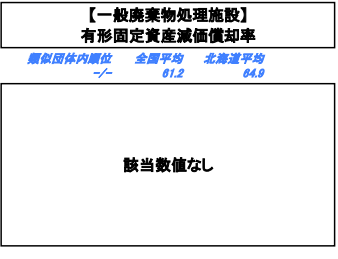 【一般廃棄物処理施設】
有形固定資産減価償却率
類似団体内順位 全国平均 北海道平均
-/- 61.2 64.9
該当数値なし